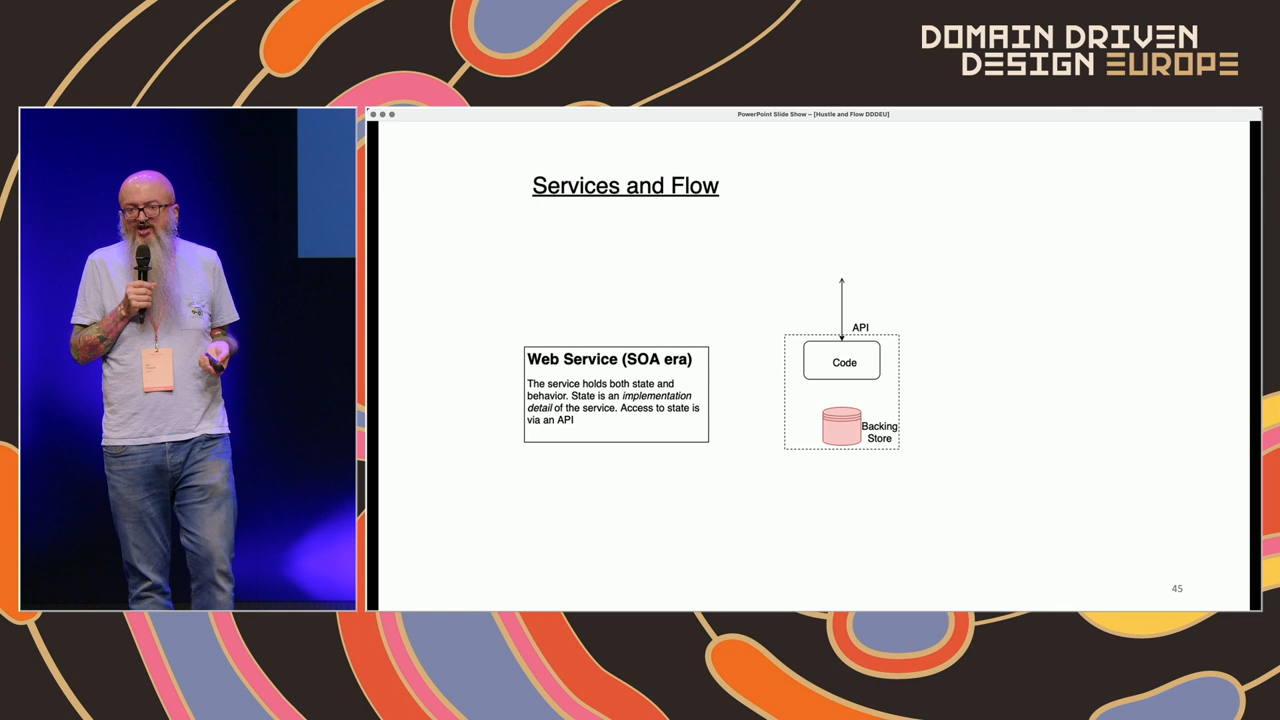 DOMAIN DRIVEN
DESIGN EUROPE
PowerPoint Slide Show – [Hustle and Flow DDDEU]
Services and Flow
API
Code
Web Service (SOA era)
The service holds both state and
behavior. State is an implementation
detail of the service. Access to state is
via an API
Backing
Store
45